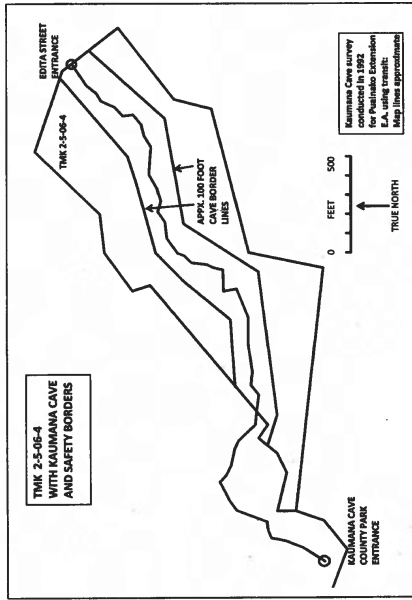 TMK 2-5-06-4
WITH KAUMANA CAVE
AND SAFETY BORDERS
EDITA STREET
ENTRANCE
TMK 2-5-06-4
APPX. 100 FOOT
CAVE BORDER
LINES
KAUMANA CAVE
COUNTY PARK
ENTRANCE
0 FEET 500
TRUE NORTH
Kaumana Cave survey
conducted in 1992
for Puainako Extension
E.A. using transit:
Map lines approximate